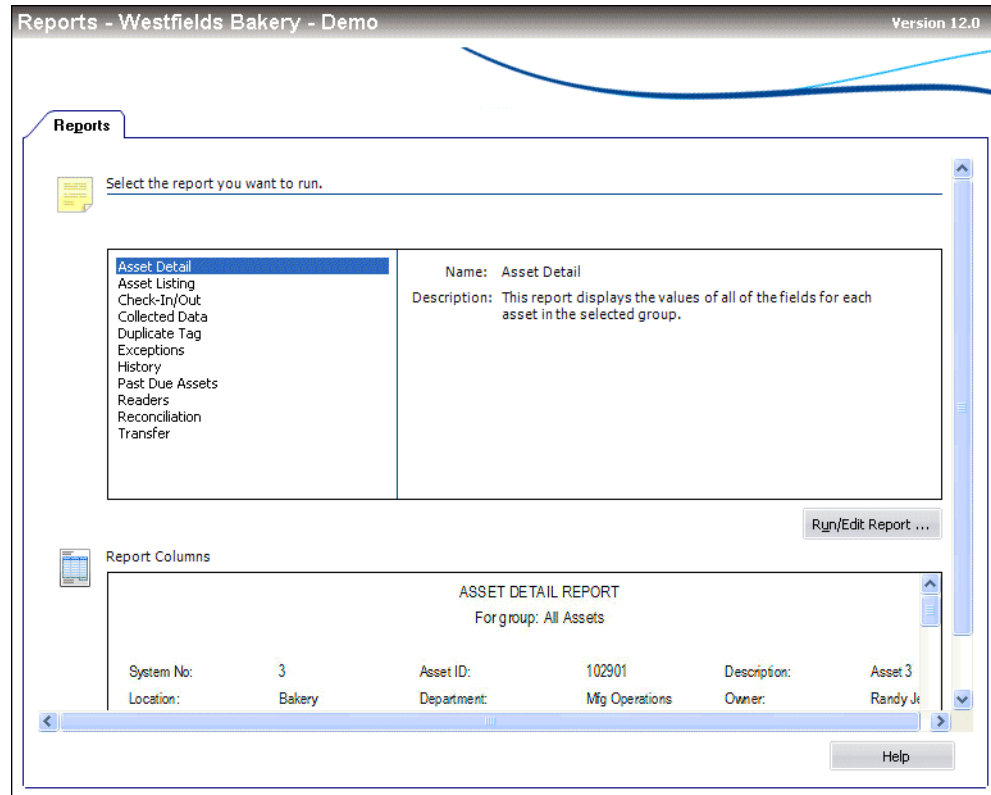 Reports - Westfields Bakery - Demo
Version 12.0
Reports
Select the report you want to run.
Asset Detail
Asset Listing
Check-In/Out
Collected Data
Duplicate Tag
Exceptions
History
Past Due Assets
Readers
Reconciliation
Transfer
Name: Asset Detail
Description: This report displays the values of all of the fields for each
asset in the selected group.
Run/Edit Report ...
Report Columns
ASSET DETAIL REPORT
For group: All Assets
System No: 3 Asset ID: 102901 Description: Asset 3
Location: Bakery Department: Mfg Operations Owner: Randy
Help